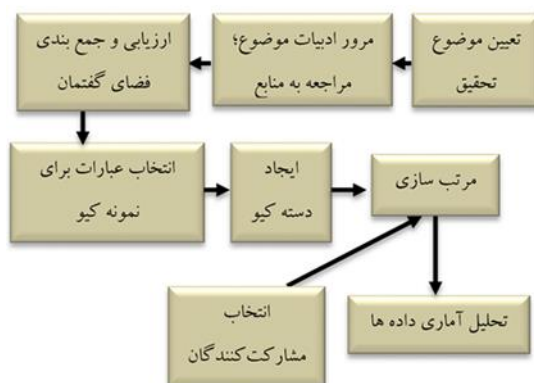 تعیین موضوع
تحقیق
مرور ادبیات موضوع؛
مراجعه به منابع
ارزیابی و جمع بندی
فضای گفتمان
انتخاب عبارات برای
نمونه کیو
ایجاد
دسته کیو
مرتب سازی
انتخاب
مشارکت‌کنندگان
تحلیل آماری داده ها